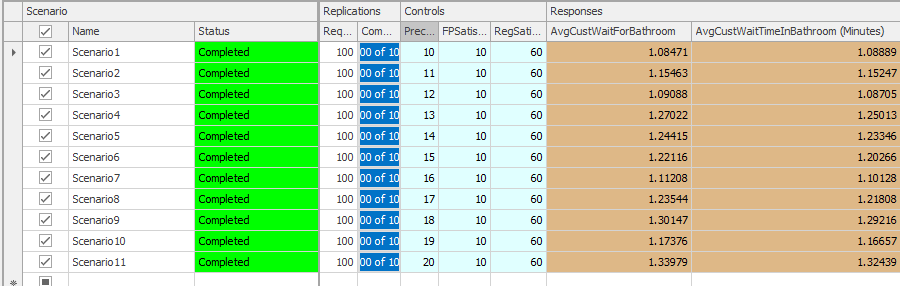 Scenario Replications Controls Responses
Name Status Req... Com... Prec... FPSatis... RegSati... AvgCustWaitForBathroom AvgCustWaitTimeInBathroom (Minutes)
Scenario1 Completed 100 00 of 10 10 10 60 1.08471 1.08889
Scenario2 Completed 100 00 of 10 11 10 60 1.15463 1.15247
Scenario3 Completed 100 00 of 10 12 10 60 1.09088 1.08705
Scenario4 Completed 100 00 of 10 13 10 60 1.27022 1.25013
Scenario5 Completed 100 00 of 10 14 10 60 1.24415 1.23346
Scenario6 Completed 100 00 of 10 15 10 60 1.22116 1.20266
Scenario7 Completed 100 00 of 10 16 10 60 1.11208 1.10128
Scenario8 Completed 100 00 of 10 17 10 60 1.23544 1.21808
Scenario9 Completed 100 00 of 10 18 10 60 1.30147 1.29216
Scenario10 Completed 100 00 of 10 19 10 60 1.17376 1.16657
Scenario11 Completed 100 00 of 10 20 10 60 1.33979 1.32439